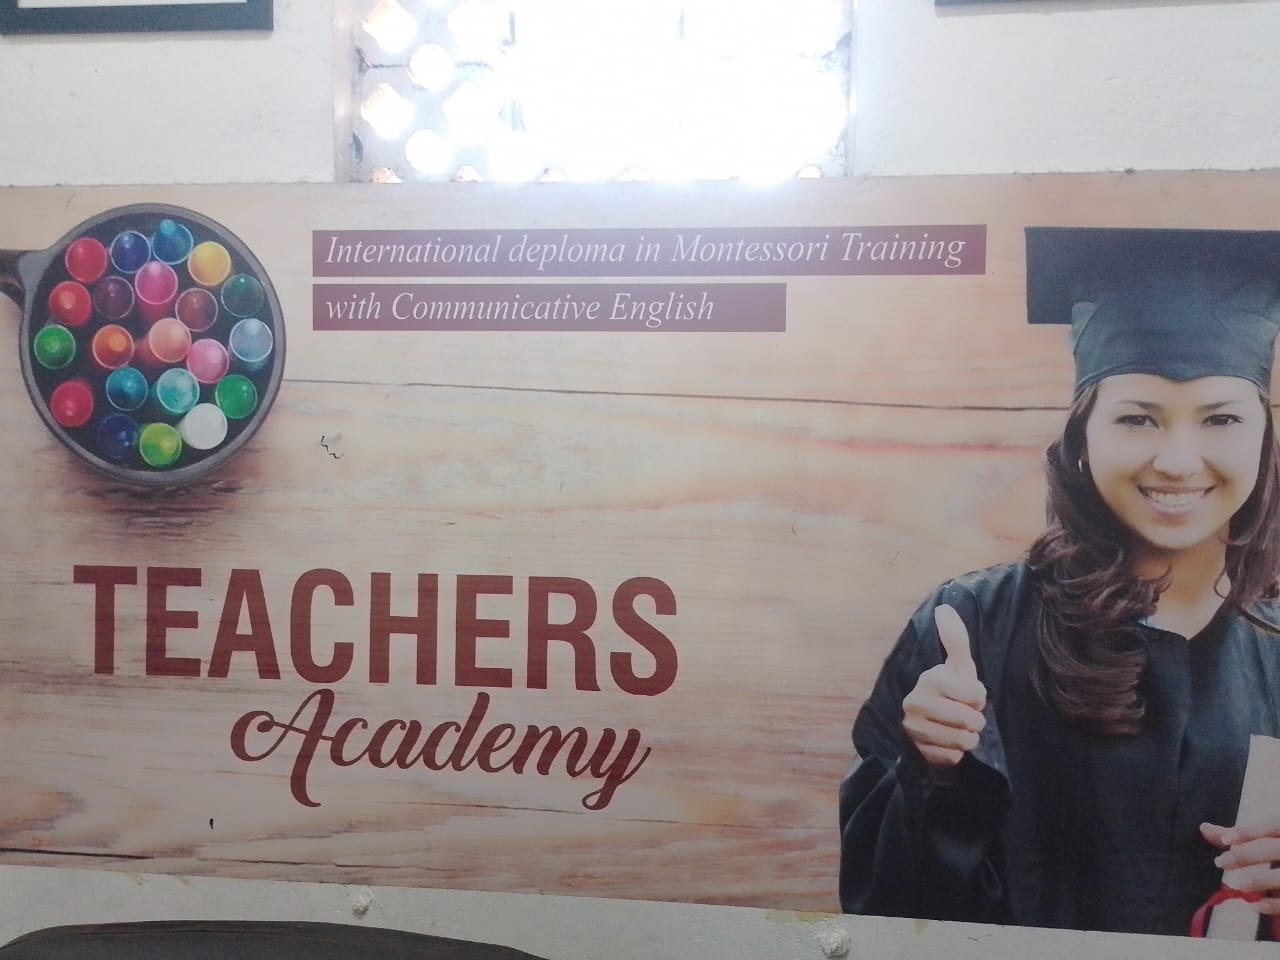 International deploma in Montessori Training
with Communicative English
TEACHERS
Academy